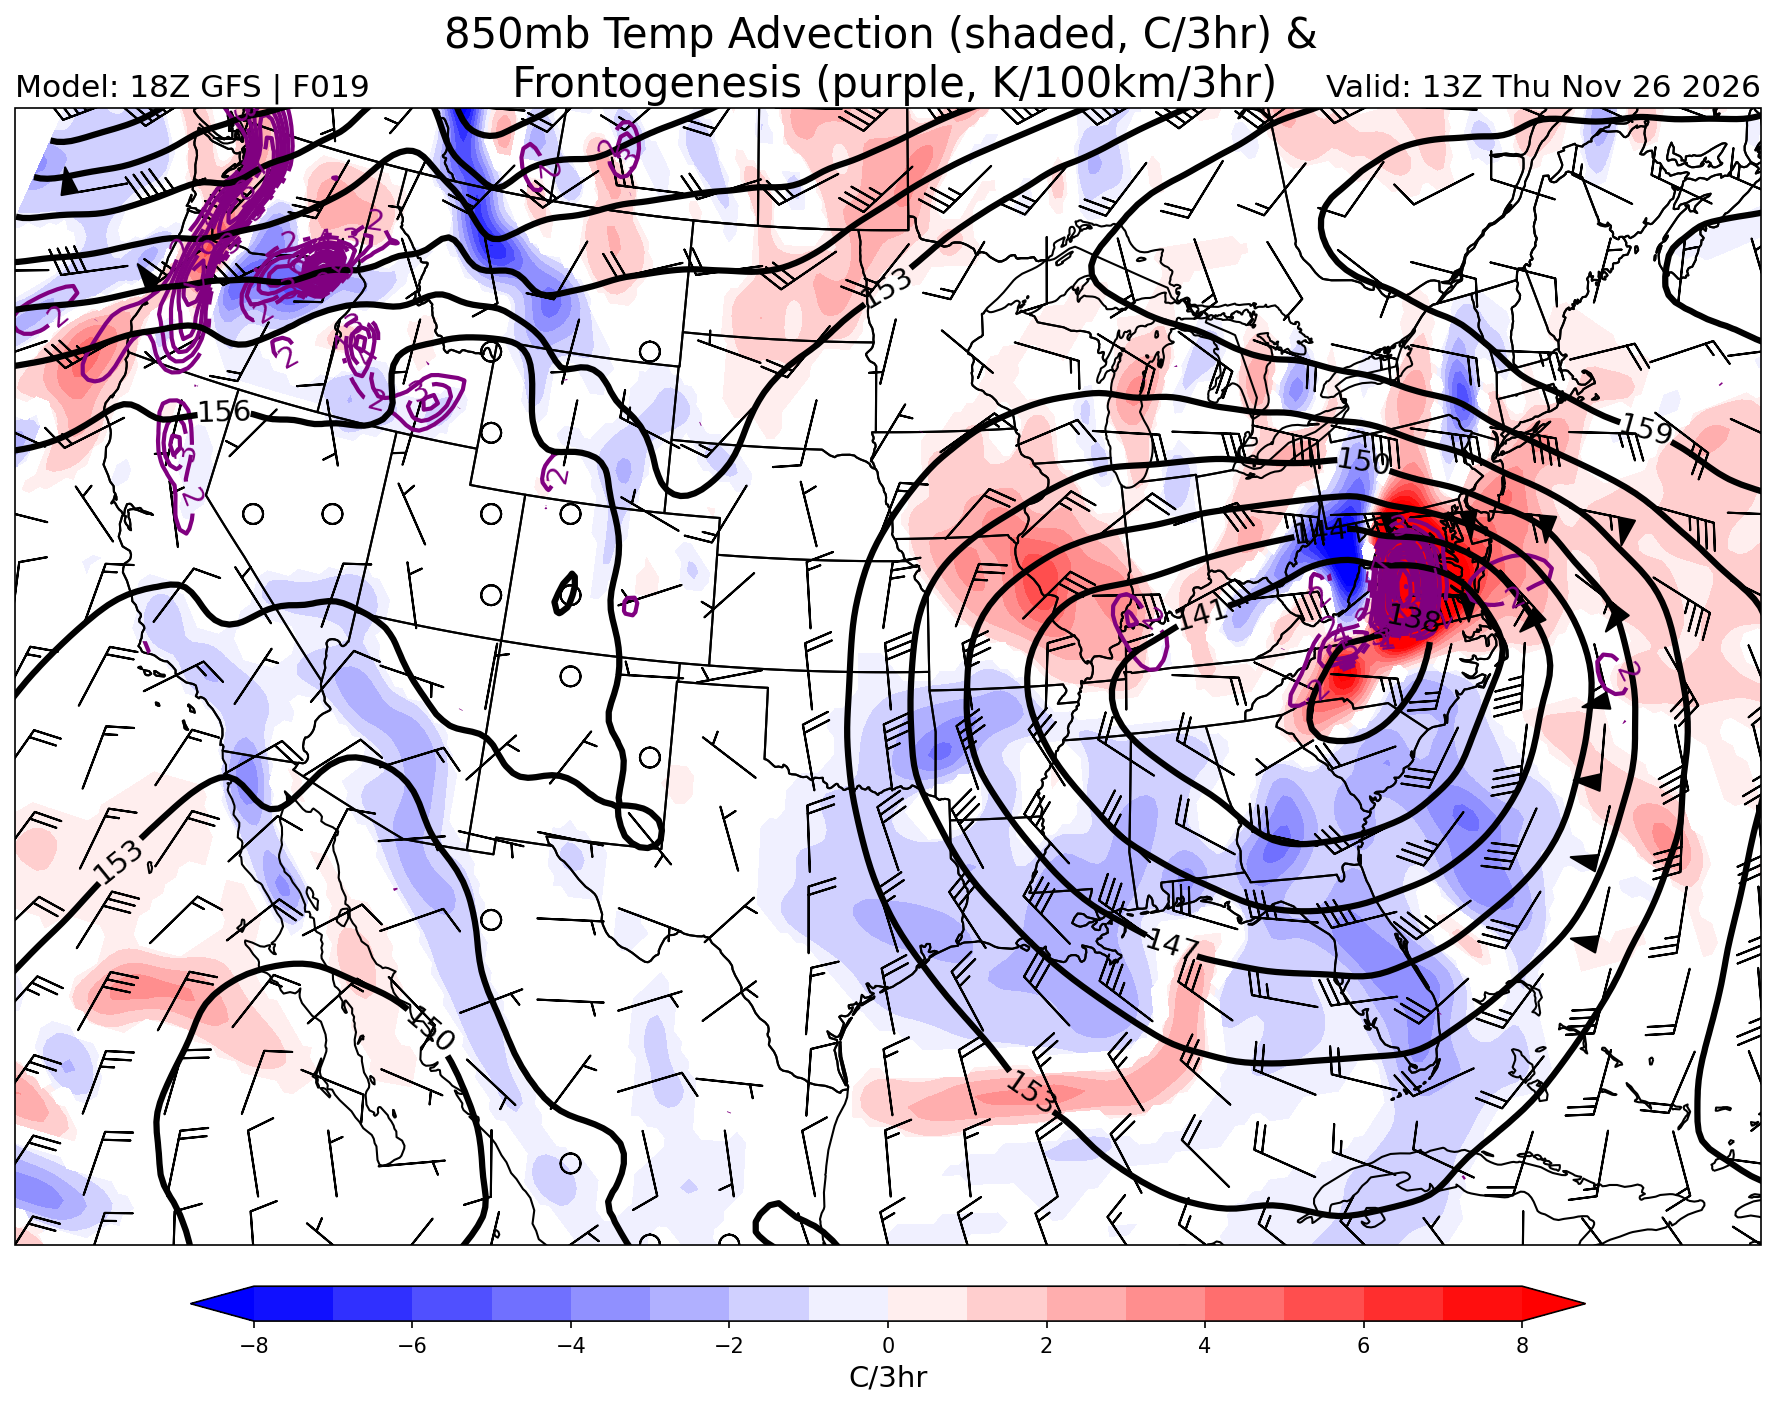 850mb Temp Advection (shaded, C/3hr) &
Model: 18Z GFS | F019 Frontogenesis (purple, K/100km/3hr) Valid: 13Z Thu Nov 26 2026
153
156
159
150
144
141
138
153
147
150
153
−8 −6 −4 −2 0 2 4 6 8
C/3hr